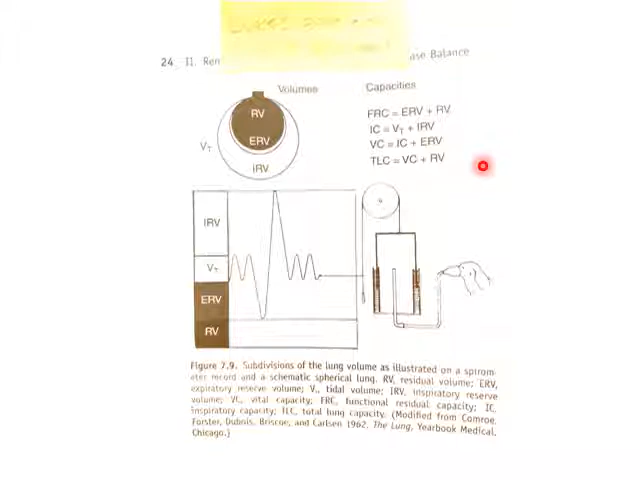 24 II. Ren ase Balance
Volumes
Capacities
RV
ERV
IRV
VT
FRC = ERV + RV
IC = VT + IRV
VC = IC + ERV
TLC = VC + RV
IRV
VT
ERV
RV
Figure 7.9. Subdivisions of the lung volume as illustrated on a spirom-
eter record and a schematic spherical lung. RV, residual volume; ERV,
expiratory reserve volume; V., tidal volume; IRV, inspiratory reserve
volume; VC, vital capacity; FRC, functional residual capacity; IC,
inspiratory capacity; TLC, total lung capacity. (Modified from Comroe,
Forster, Dubois, Briscoe, and Carlsen 1962. The Lung, Yearbook Medical,
Chicago.)